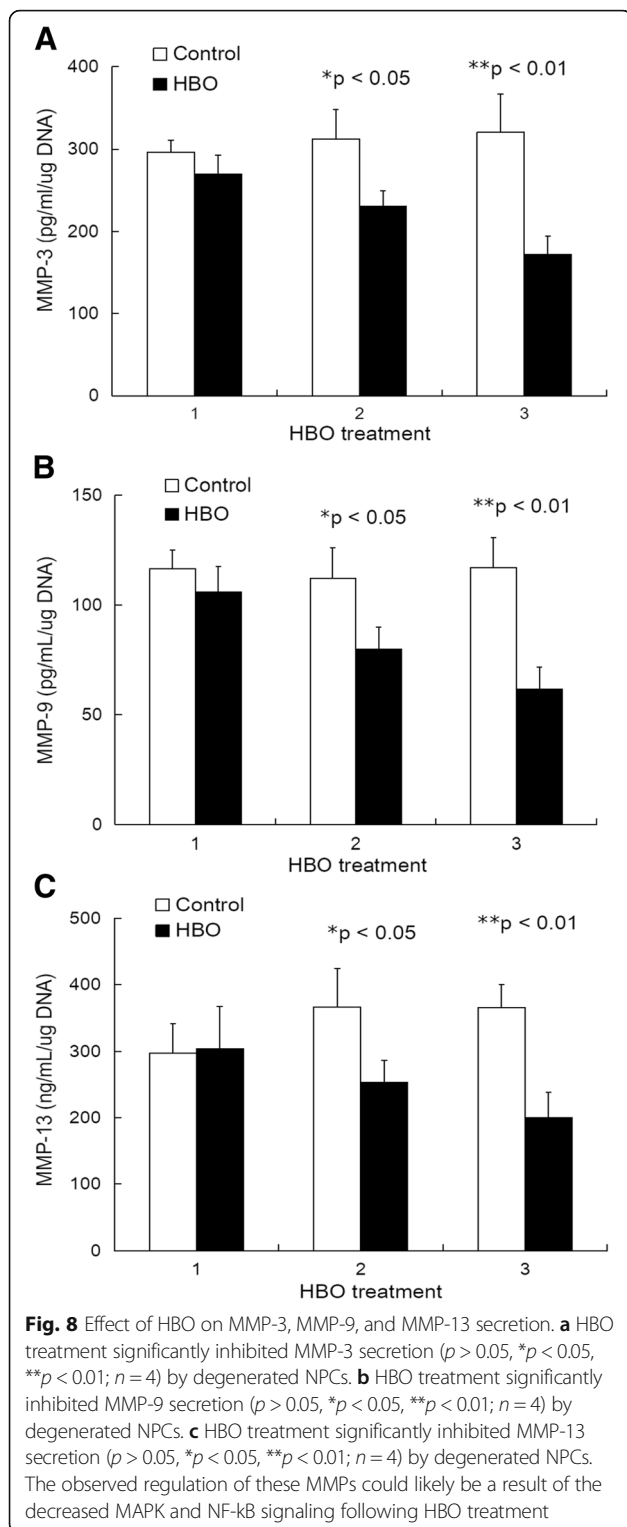 A
Control
HBO
*p < 0.05
**p < 0.01
MMP-3 (pg/ml/ug DNA)
400
300
200
100
0
1
2
3
HBO treatment
B
Control
HBO
*p < 0.05
**p < 0.01
MMP-9 (pg/mL/ug DNA)
150
100
50
0
1
2
3
HBO treatment
C
Control
HBO
*p < 0.05
**p < 0.01
MMP-13 (ng/mL/ug DNA)
500
400
300
200
100
0
1
2
3
HBO treatment
Fig. 8 Effect of HBO on MMP-3, MMP-9, and MMP-13 secretion. a HBO
treatment significantly inhibited MMP-3 secretion (p > 0.05, *p < 0.05,
**p < 0.01; n = 4) by degenerated NPCs. b HBO treatment significantly
inhibited MMP-9 secretion (p > 0.05, *p < 0.05, **p < 0.01; n = 4) by
degenerated NPCs. c HBO treatment significantly inhibited MMP-13
secretion (p > 0.05, *p < 0.05, **p < 0.01; n = 4) by degenerated NPCs.
The observed regulation of these MMPs could likely be a result of the
decreased MAPK and NF-kB signaling following HBO treatment